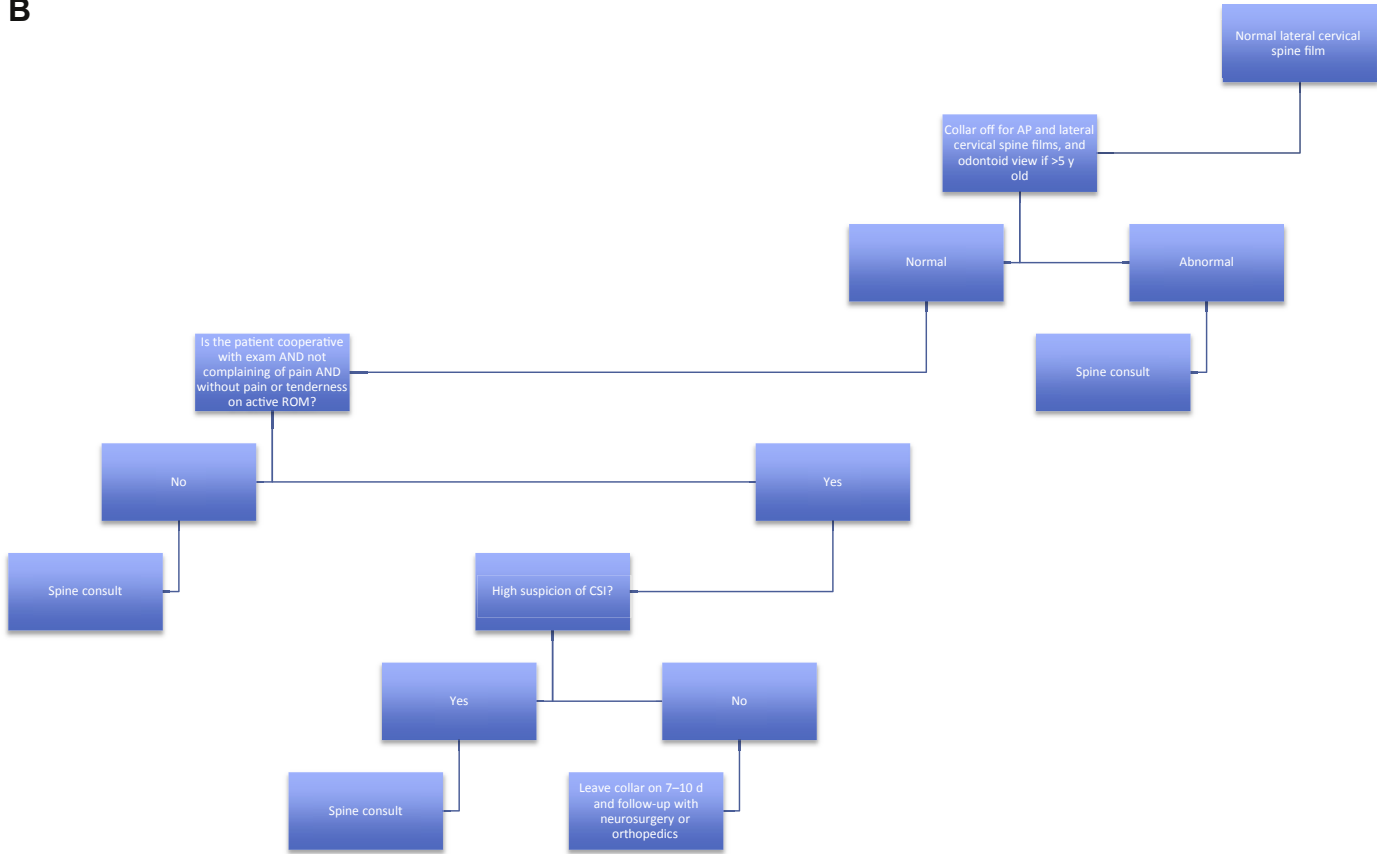 B
Normal lateral cervical
spine film
Collar off for AP and lateral
cervical spine films, and
odontoid view if >5 y
old
Normal
Abnormal
Is the patient cooperative
with exam AND not
complaining of pain AND
without pain or tenderness
on active ROM?
Spine consult
No
Yes
Spine consult
High suspicion of CSI?
Yes
No
Spine consult
Leave collar on 7–10 d
and follow-up with
neurosurgery or
orthopedics